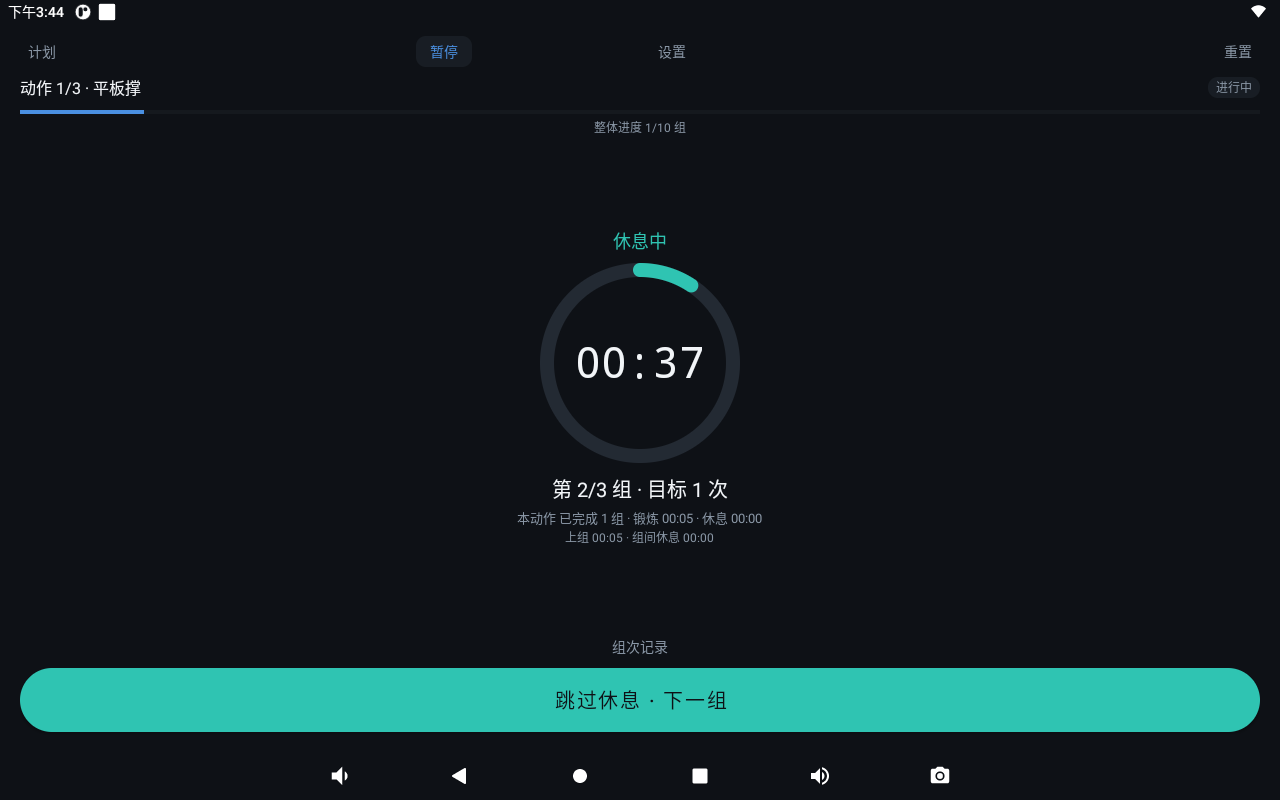 下午3:44
计划 暂停 设置 重置
动作 1/3 · 平板撑 进行中
整体进度 1/10 组
休息中
00:37
第 2/3 组 · 目标 1 次
本动作 已完成 1 组 · 锻炼 00:05 · 休息 00:00
上组 00:05 · 组间休息 00:00
组次记录
跳过休息 · 下一组